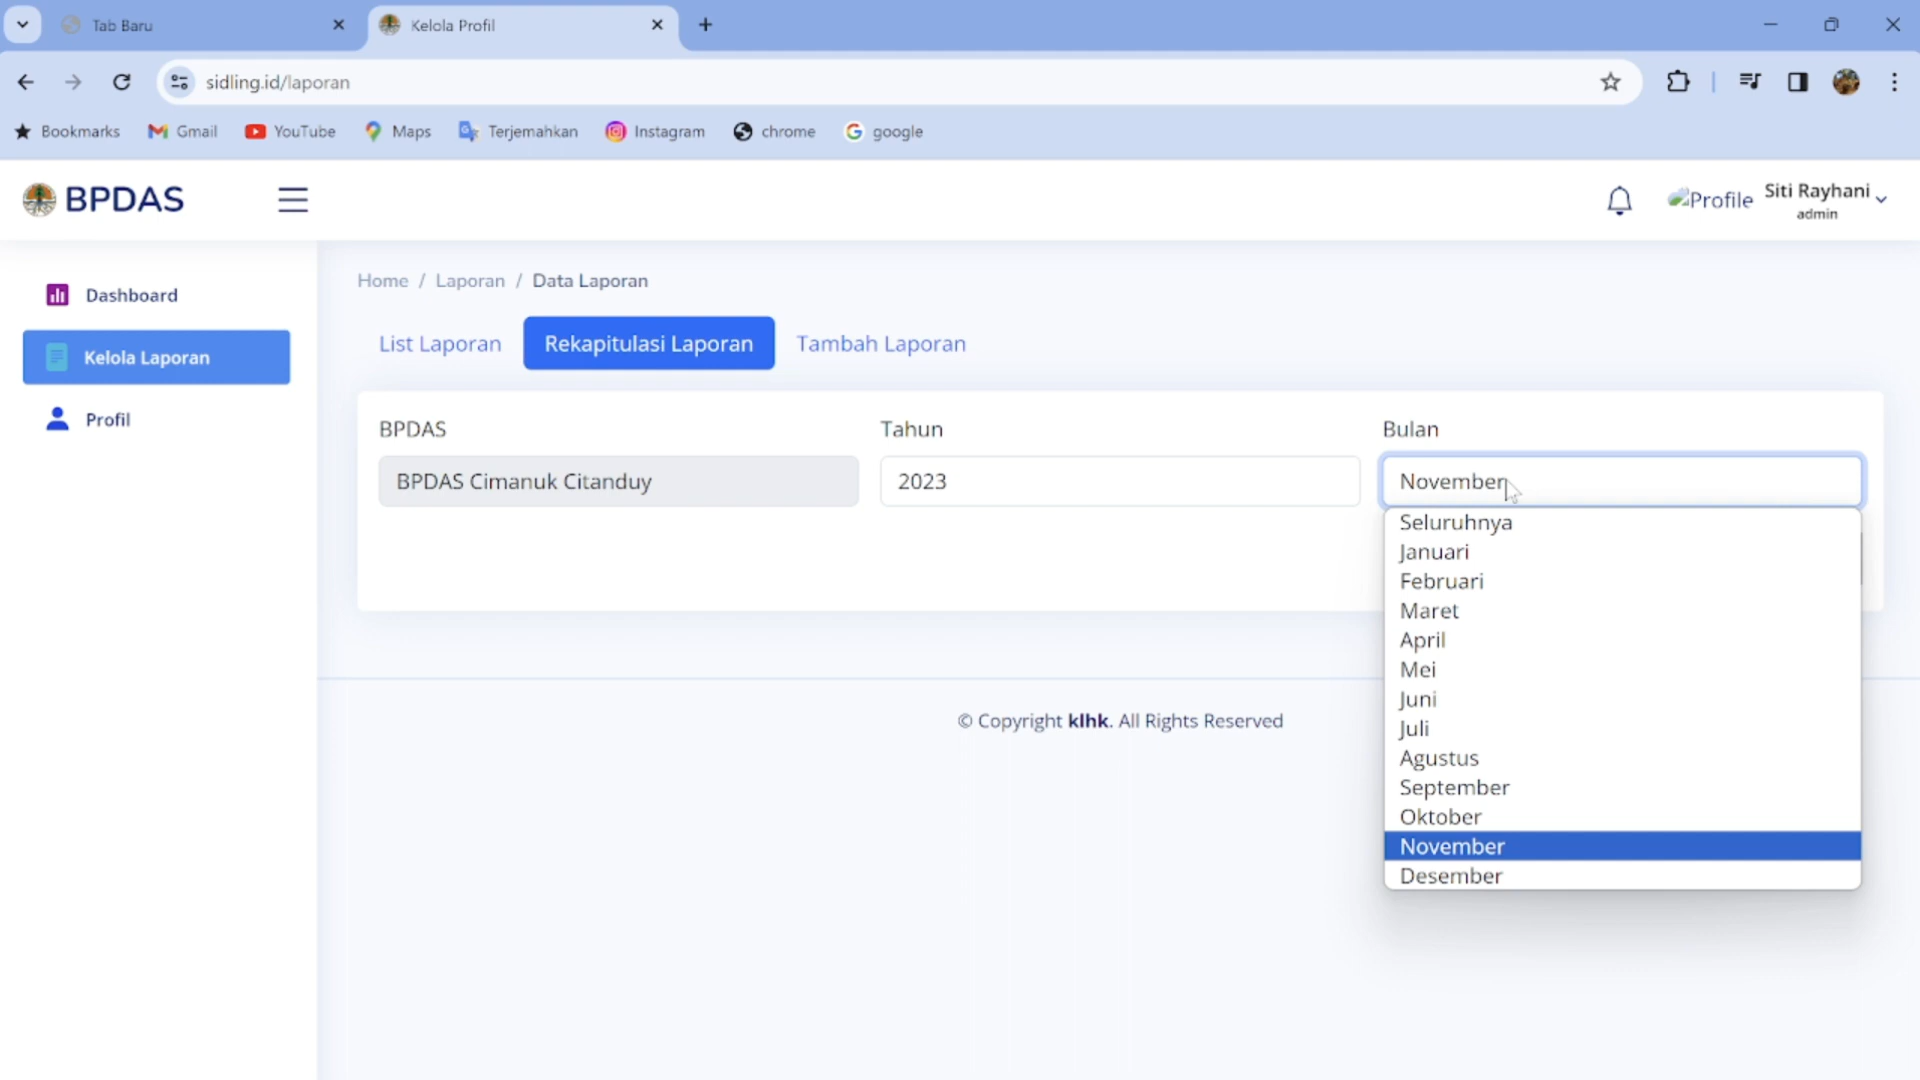 Tab Baru
Kelola Profil
sidling.id/laporan
Bookmarks Gmail YouTube Maps Terjemahkan Instagram chrome google
BPDAS
Profile
Siti Rayhani
admin
Dashboard
Kelola Laporan
Profil
Home / Laporan / Data Laporan
List Laporan Rekapitulasi Laporan Tambah Laporan
BPDAS Tahun Bulan
BPDAS Cimanuk Citanduy 2023 November
Seluruhnya
Januari
Februari
Maret
April
Mei
Juni
Juli
Agustus
September
Oktober
November
Desember
© Copyright klhk. All Rights Reserved